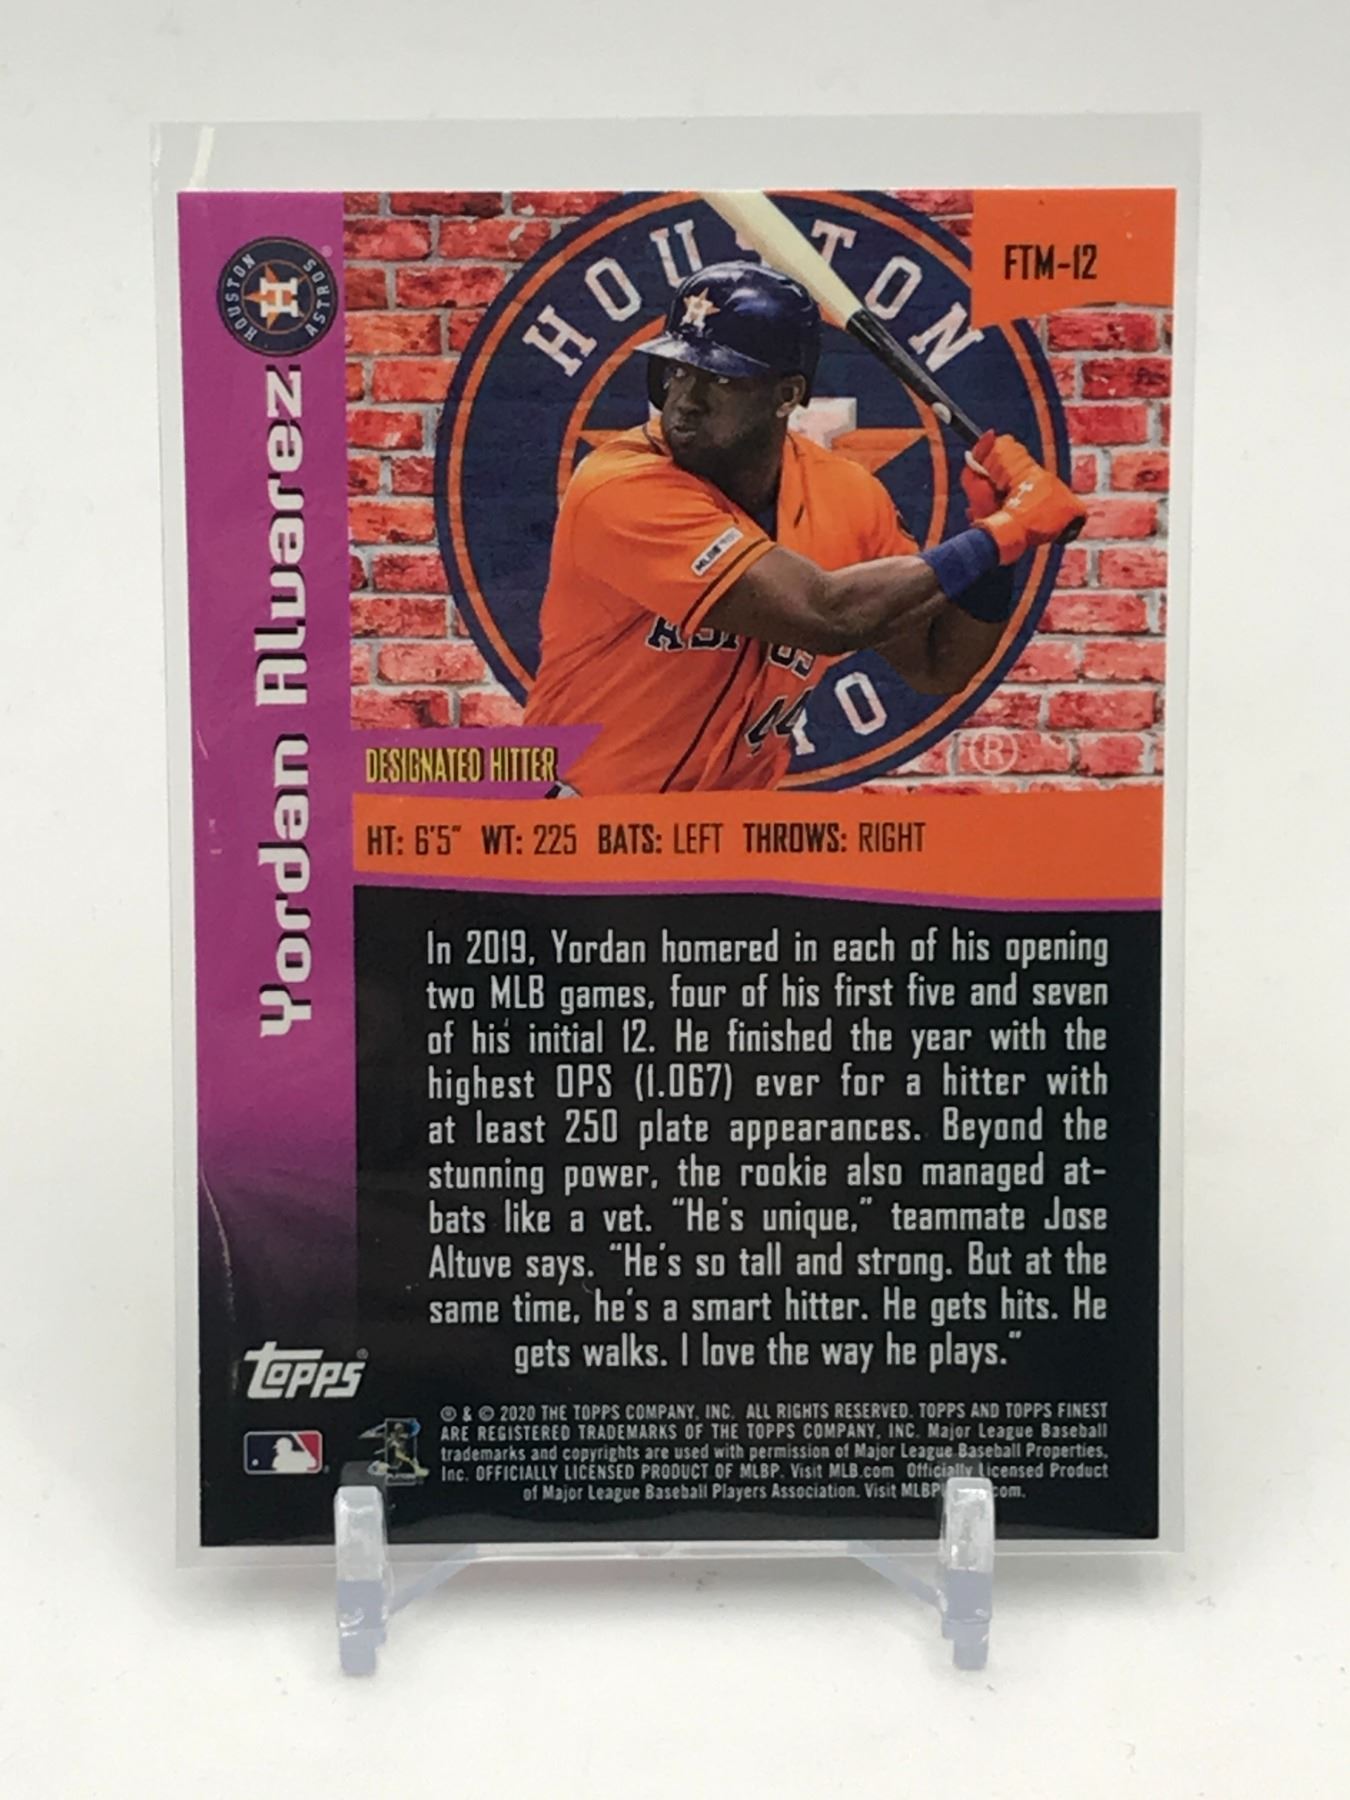 HOUSTON ASTROS
H
®
Yordan Alvarez
HOUSTON
FTM-12
ASTROS
44
RO
®
DESIGNATED HITTER
HT: 6'5" WT: 225 BATS: LEFT THROWS: RIGHT
In 2019, Yordan homered in each of his opening
two MLB games, four of his first five and seven
of his initial 12. He finished the year with the
highest OPS (1.067) ever for a hitter with
at least 250 plate appearances. Beyond the
stunning power, the rookie also managed at-
bats like a vet. "He's unique," teammate Jose
Altuve says. "He's so tall and strong. But at the
same time, he's a smart hitter. He gets hits. He
gets walks. I love the way he plays."
topps®
® & © 2020 THE TOPPS COMPANY, INC. ALL RIGHTS RESERVED. TOPPS AND TOPPS FINEST
ARE REGISTERED TRADEMARKS OF THE TOPPS COMPANY, INC. Major League Baseball
trademarks and copyrights are used with permission of Major League Baseball Properties,
Inc. OFFICIALLY LICENSED PRODUCT OF MLBP. Visit MLB.com Officially Licensed Product
of Major League Baseball Players Association. Visit .com.